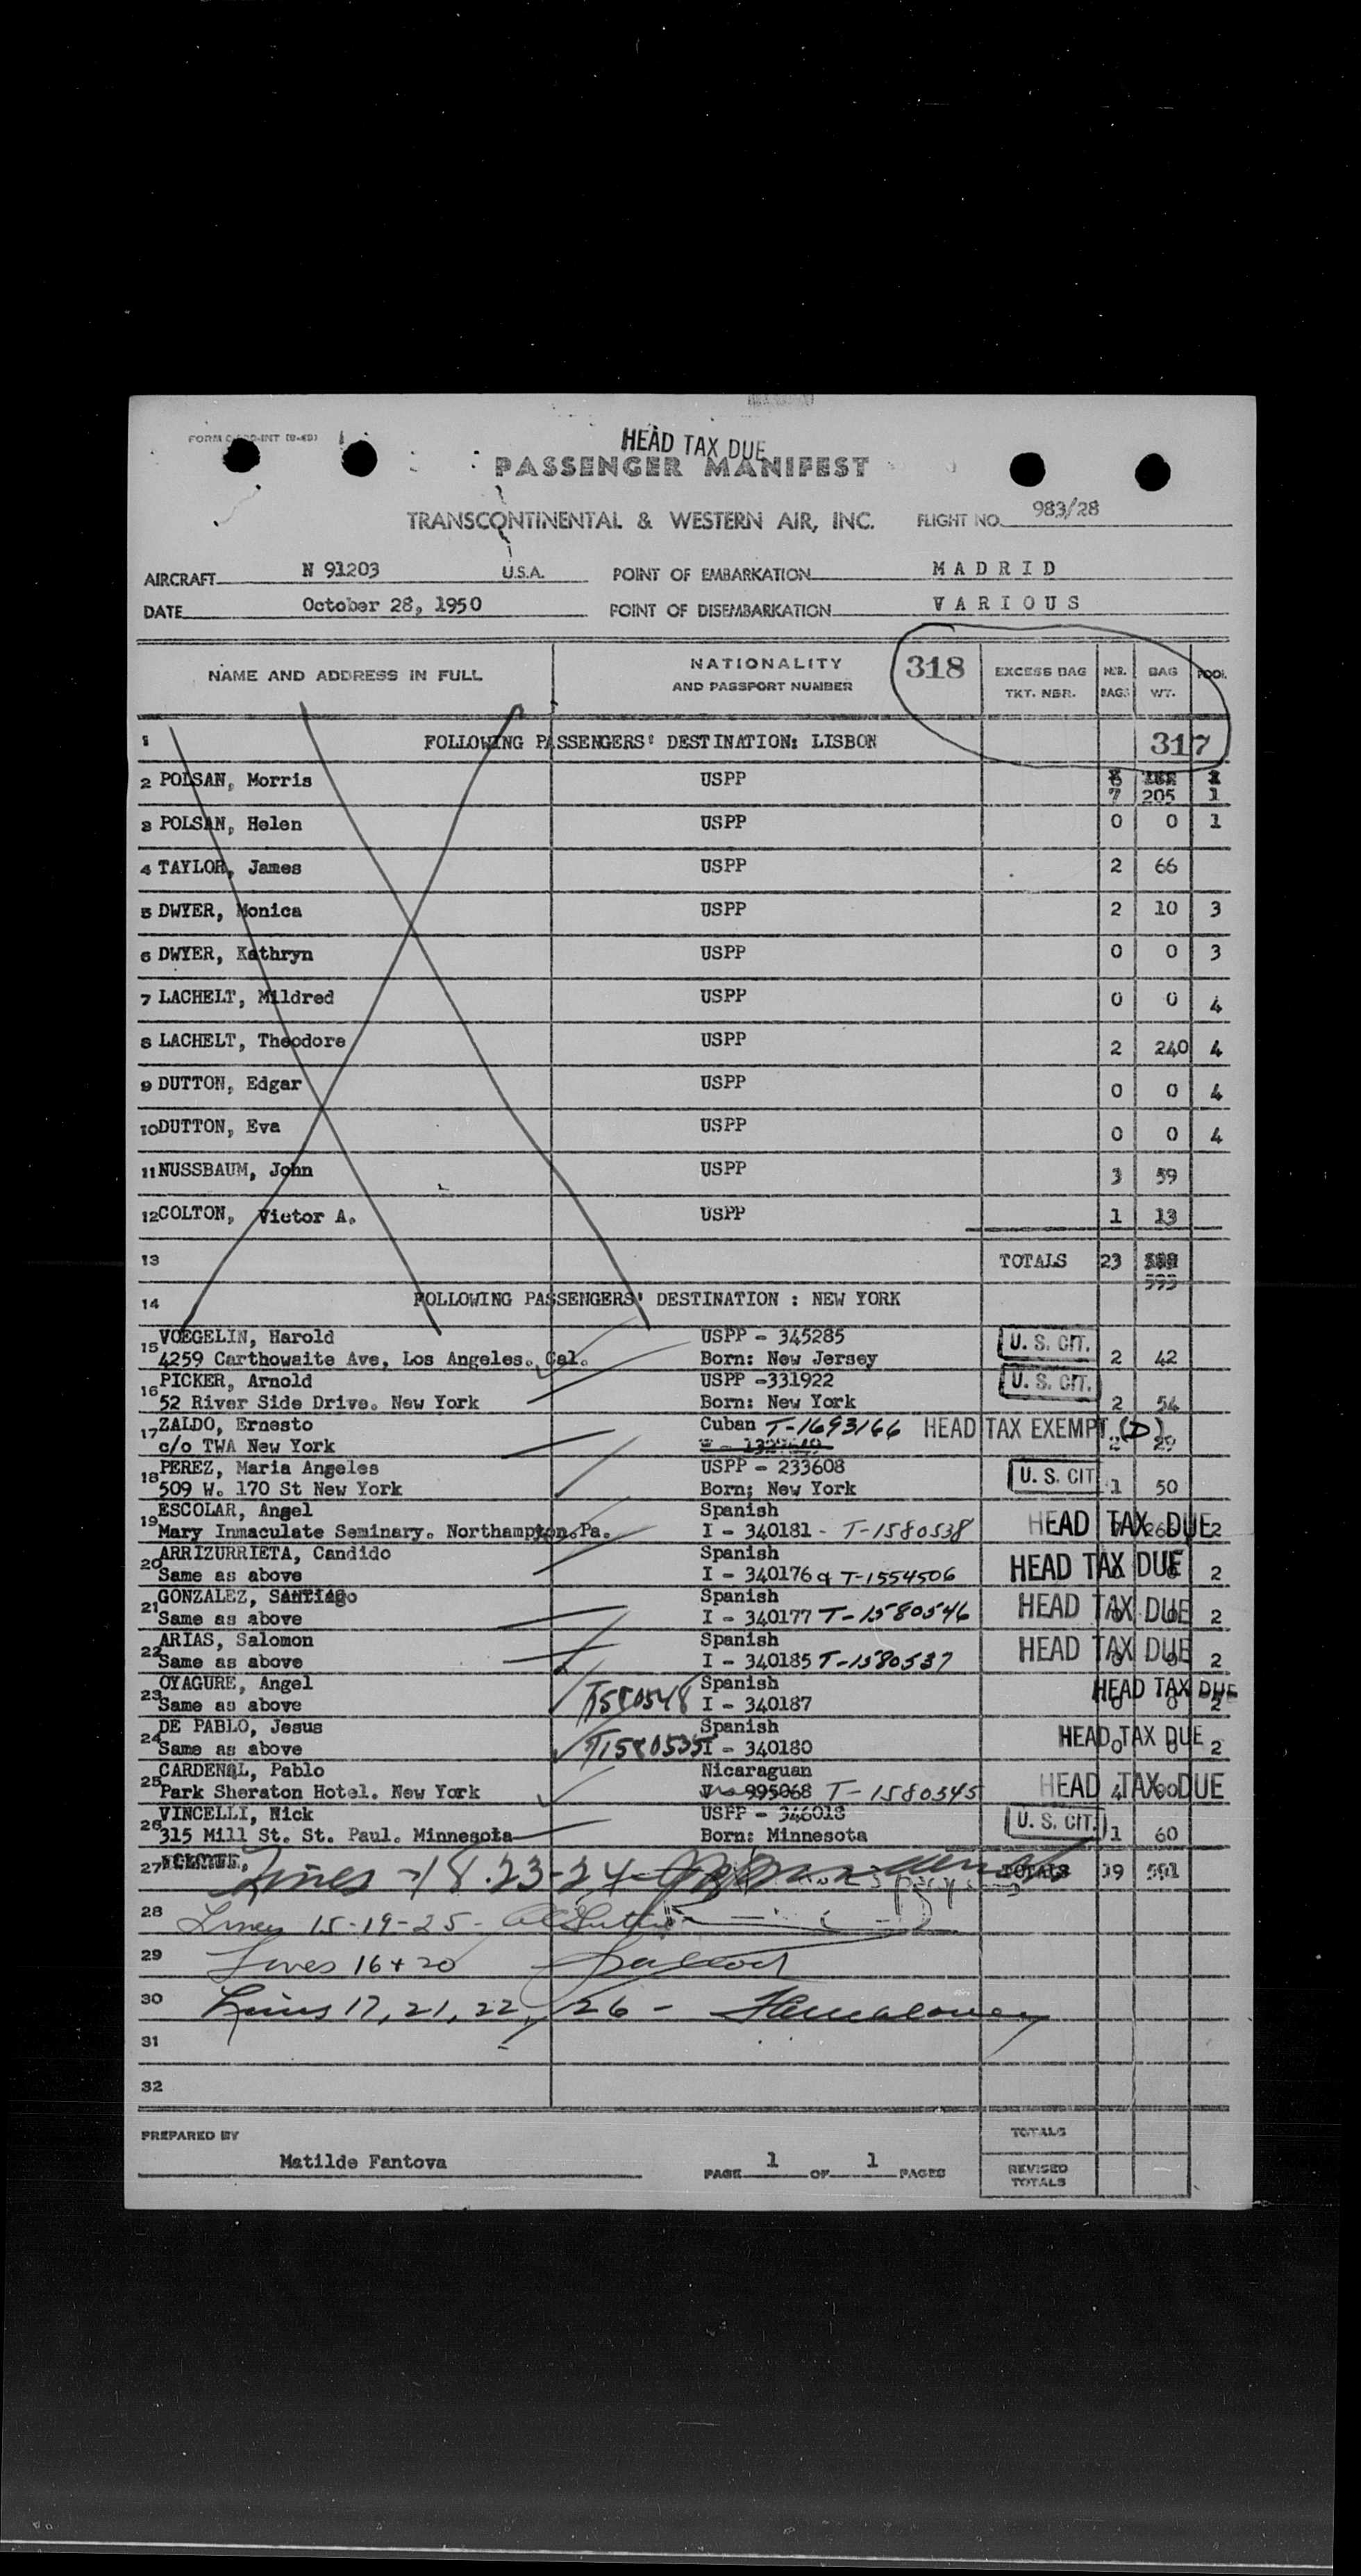 HEAD TAX DUE
PASSENGER MANIFEST
TRANSCONTINENTAL & WESTERN AIR, INC. FLIGHT NO. 983/28
AIRCRAFT N 91203 U.S.A. POINT OF EMBARKATION M A D R I D
DATE October 28, 1950 POINT OF DISEMBARKATION V A R I O U S
NAME AND ADDRESS IN FULL NATIONALITY AND PASSPORT NUMBER 318 EXCESS BAG TKT. NBR. NBR. BAGS BAG WT. POOL
1 FOLLOWING PASSENGERS' DESTINATION: LISBON 317
2 POLSAN, Morris USPP
7 205 1
3 POLSAN, Helen USPP 0 0 1
4 TAYLOR, James USPP 2 66
5 DWYER, Monica USPP 2 10 3
6 DWYER, Kathryn USPP 0 0 3
7 LACHELT, Mildred USPP 0 0 4
8 LACHELT, Theodore USPP 2 240 4
9 DUTTON, Edgar USPP 0 0 4
10 DUTTON, Eva USPP 0 0 4
11 NUSSBAUM, John USPP 3 59
12 COLTON, Victor A. USPP 1 13
13 TOTALS 23
593
14 FOLLOWING PASSENGERS' DESTINATION : NEW YORK
15 VOEGELIN, Harold USPP - 345285 U. S. CIT.
4259 Carthowaite Ave, Los Angeles. Cal. Born: New Jersey 2 42
16 PICKER, Arnold USPP -331922 U. S. CIT.
52 River Side Drive. New York Born: New York 2 54
17 ZALDO, Ernesto Cuban T-1693166 HEAD TAX EXEMPT (D)
c/o TWA New York 2 29
18 PEREZ, Maria Angeles USPP - 233608 U. S. CIT.
509 W. 170 St New York Born; New York 1 50
19 ESCOLAR, Angel Spanish
Mary Inmaculate Seminary. Northampton.Pa. I - 340181 - T-1580538 HEAD TAX DUE 2
20 ARRIZURRIETA, Candido Spanish
Same as above I - 340176 T-1554506 HEAD TAX DUE 2
21 GONZALEZ, SANTIAgo Spanish
Same as above I - 340177 T-1580546 HEAD TAX DUE 2
22 ARIAS, Salomon Spanish
Same as above I - 340185 T-1580537 HEAD TAX DUE 2
23 OYAGURE, Angel Spanish HEAD TAX DUE
Same as above T580548 I - 340187 0 0 2
24 DE PABLO, Jesus Spanish
Same as above T1580535 I - 340180 HEAD TAX DUE 0 0 2
25 CARDENAL, Pablo Nicaraguan
Park Sheraton Hotel. New York 995068 T-1580545 HEAD TAX DUE 4
26 VINCELLI, Nick USPP - 346018 U. S. CIT.
315 Mill St. St. Paul. Minnesota Born: Minnesota 1 60
27 Lines - 18.23-24 TOTALS 19
28 Lines 15-19-25-
29 Lines 16 + 20
30 Lines 17, 21, 22, 26 -
31
32
PREPARED BY Matilde Fantova PAGE 1 OF 1 PAGES
TOTALS
REVISED TOTALS